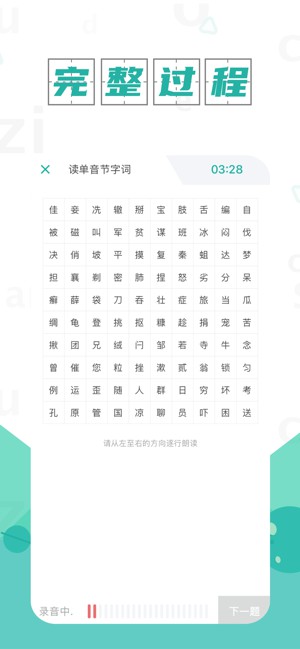 完整过程
读单音节字词
03:28
佳 妾 冼 辙 掰 宝 肢 舌 编 自
被 磁 叫 军 贫 谋 班 冰 闷 伐
决 俏 坡 平 摸 复 秦 蛆 达 梦
担 襄 剃 密 肺 捏 怒 劣 分 呆
癣 薛 袋 刀 吞 壮 症 旅 当 瓜
绸 龟 登 挑 抠 糠 趁 捐 宠 苦
揪 团 兄 绒 闩 邹 若 寺 牛 念
曾 催 您 粒 挫 漱 贰 翁 锁 匀
例 运 歪 随 人 群 日 穷 坏 考
孔 原 管 国 凉 聊 员 吓 困 送
请从左至右的方向逐行朗读
录音中.
下一题